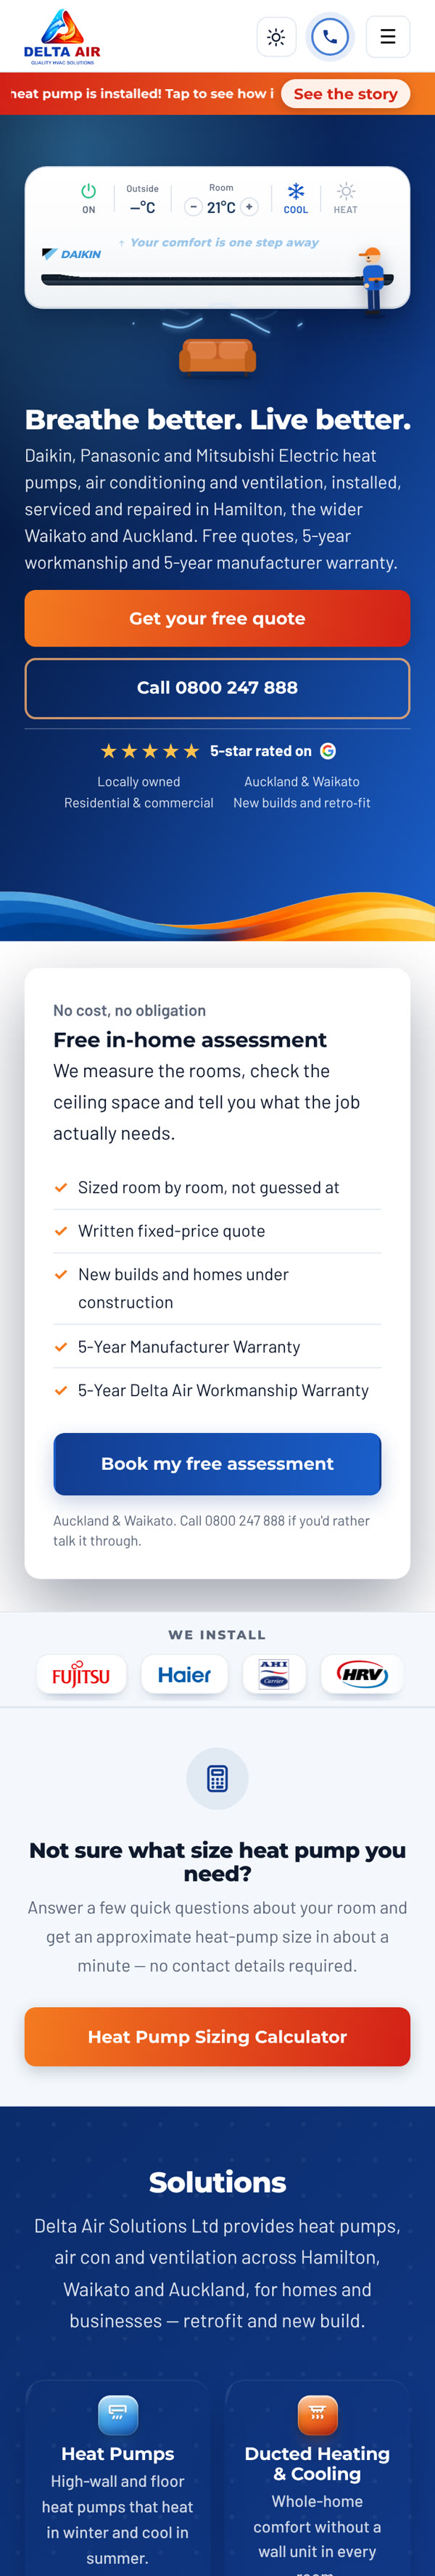 DELTA AIR
QUALITY HVAC SOLUTIONS
☰
heat pump is installed! Tap to see how i
See the story
Outside
Room
ON
—°C
− 21°C +
COOL
HEAT
↑ Your comfort is one step away
DAIKIN
Breathe better. Live better.
Daikin, Panasonic and Mitsubishi Electric heat
pumps, air conditioning and ventilation, installed,
serviced and repaired in Hamilton, the wider
Waikato and Auckland. Free quotes, 5-year
workmanship and 5-year manufacturer warranty.
Get your free quote
Call 0800 247 888
★★★★★ 5-star rated on G
Locally owned
Auckland & Waikato
Residential & commercial
New builds and retro-fit
No cost, no obligation
Free in-home assessment
We measure the rooms, check the
ceiling space and tell you what the job
actually needs.
✓ Sized room by room, not guessed at
✓ Written fixed-price quote
✓ New builds and homes under
construction
✓ 5-Year Manufacturer Warranty
✓ 5-Year Delta Air Workmanship Warranty
Book my free assessment
Auckland & Waikato. Call 0800 247 888 if you'd rather
talk it through.
WE INSTALL
FUJITSU
Haier
AHI
Carrier
HRV
Not sure what size heat pump you
need?
Answer a few quick questions about your room and
get an approximate heat-pump size in about a
minute — no contact details required.
Heat Pump Sizing Calculator
Solutions
Delta Air Solutions Ltd provides heat pumps,
air con and ventilation across Hamilton,
Waikato and Auckland, for homes and
businesses — retrofit and new build.
Heat Pumps
High-wall and floor
heat pumps that heat
in winter and cool in
summer.
Ducted Heating
& Cooling
Whole-home
comfort without a
wall unit in every
room.